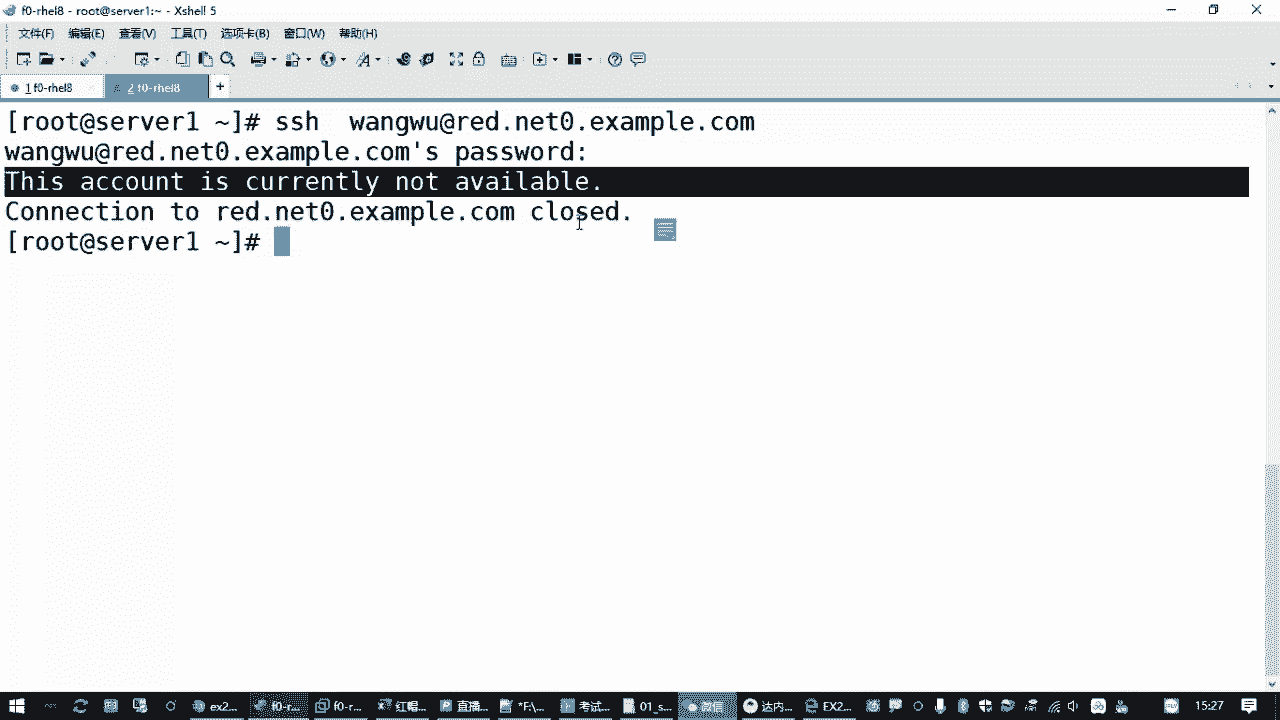 f0-rhel8 - root@server1:~ - Xshell 5
文件(F) 编辑(E) 查看(V) 工具(T) 选项卡(B) 窗口(W) 帮助(H)
1 f0-rhel8 2 f0-rhel8 +
[root@server1 ~]# ssh  wangwu@red.net0.example.com
wangwu@red.net0.example.com's password:
This account is currently not available.
Connection to red.net0.example.com closed.
[root@server1 ~]#
ex2... f0-r... f0-r... 红帽... 直播... *F:\... 考试... 01_s... 微信 达内... EX2... 15:27